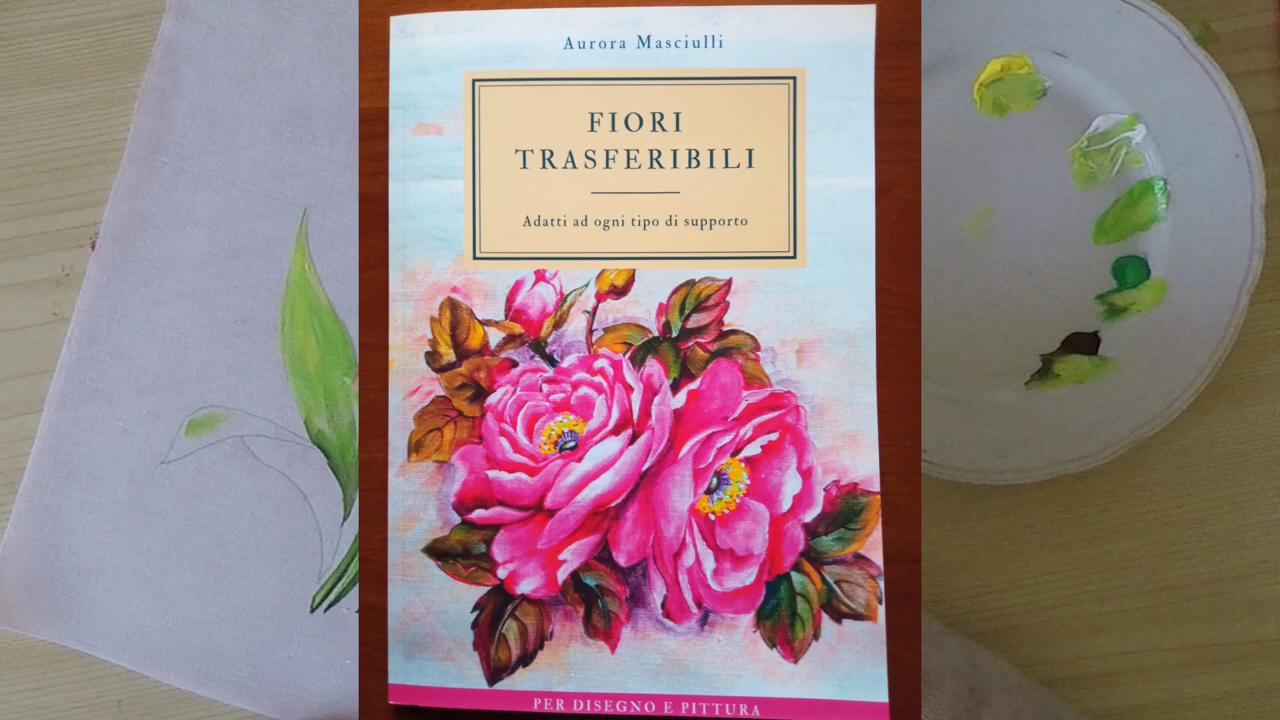 Aurora Masciulli
FIORI
TRASFERIBILI
Adatti ad ogni tipo di supporto
PER DISEGNO E PITTURA